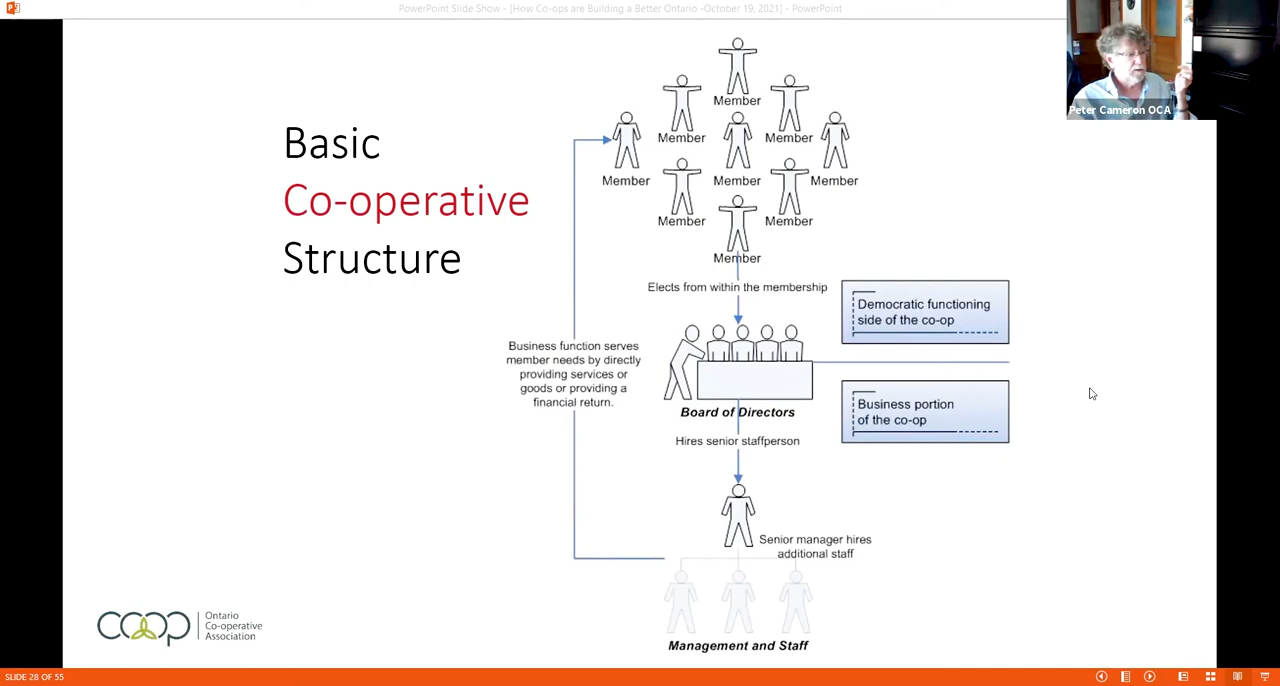 PowerPoint Slide Show - [How Co-ops are Building a Better Ontario -October 19, 2021] - PowerPoint
Peter Cameron OCA
Basic
Co-operative
Structure
Member
Member
Member
Member
Member
Member
Member
Member
Member
Elects from within the membership
Democratic functioning
side of the co-op
Business function serves
member needs by directly
providing services or
goods or providing a
financial return.
Board of Directors
Business portion
of the co-op
Hires senior staffperson
Senior manager hires
additional staff
Management and Staff
COOP
Ontario
Co-operative
Association
SLIDE 28 OF 55